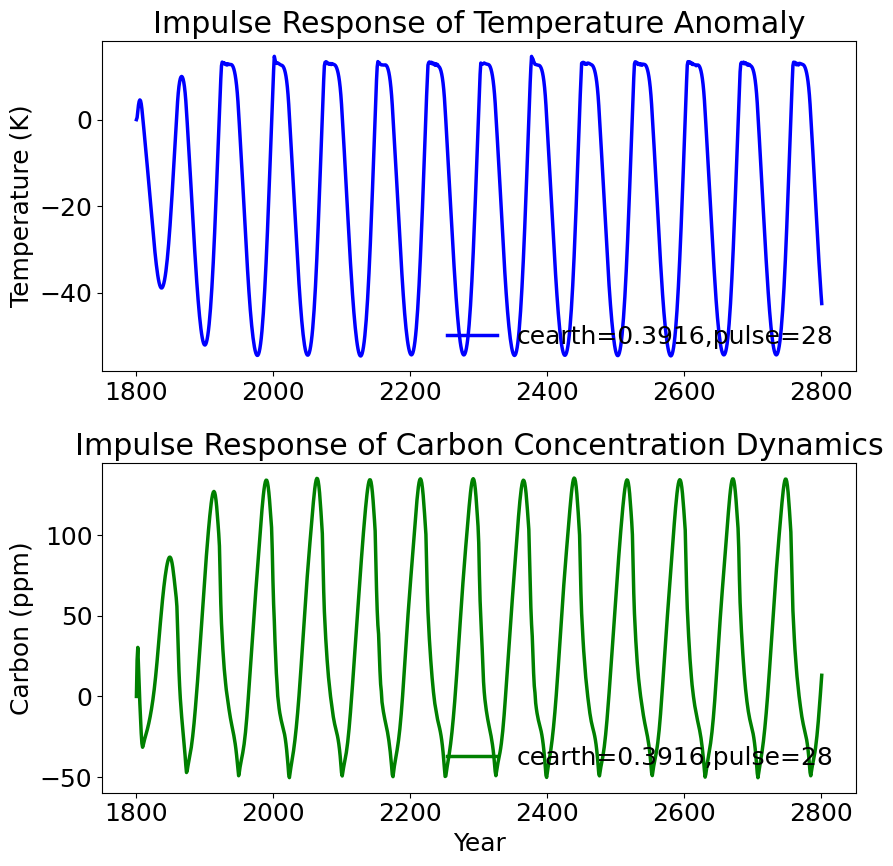 Impulse Response of Temperature Anomaly
Temperature (K)
0
−20
−40
cearth=0.3916,pulse=28
1800 2000 2200 2400 2600 2800
Impulse Response of Carbon Concentration Dynamics
Carbon (ppm)
100
50
0
−50
cearth=0.3916,pulse=28
1800 2000 2200 2400 2600 2800
Year